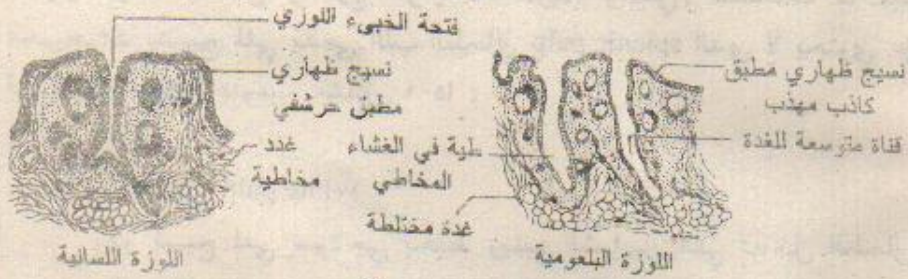 فتحة الخبيء اللوزي
نسيج ظهاري
مطبق حرشفي
غدد
مخاطية
اللوزة اللسانية
نسيج ظهاري مطبق
كاذب مهذب
قناة متوسعة للغدة
طية في الغشاء
المخاطي
غدة مختلطة
اللوزة البلعومية